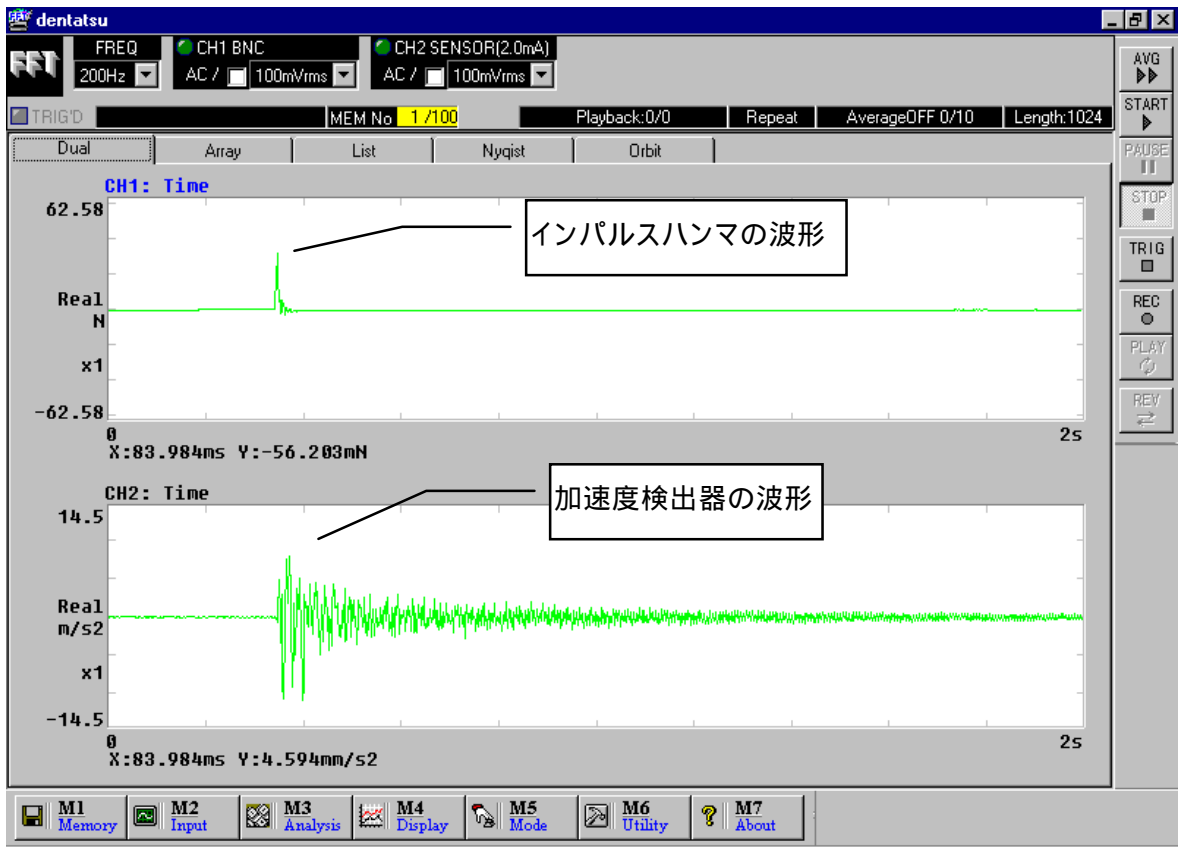 dentatsu
FFT
FREQ
200Hz
CH1 BNC
AC / 100mVrms
CH2 SENSOR(2.0mA)
AC / 100mVrms
TRIG'D
MEM No 1 /100
Playback:0/0
Repeat
AverageOFF 0/10
Length:1024
Dual
Array
List
Nyqist
Orbit
CH1: Time
62.58
Real
N
x1
-62.58
インパルスハンマの波形
0
2s
X:83.984ms Y:-56.203mN
CH2: Time
14.5
Real
m/s2
x1
-14.5
加速度検出器の波形
0
2s
X:83.984ms Y:4.594mm/s2
AVG
START
PAUSE
STOP
TRIG
REC
PLAY
REV
M1
Memory
M2
Input
M3
Analysis
M4
Display
M5
Mode
M6
Utility
M7
About